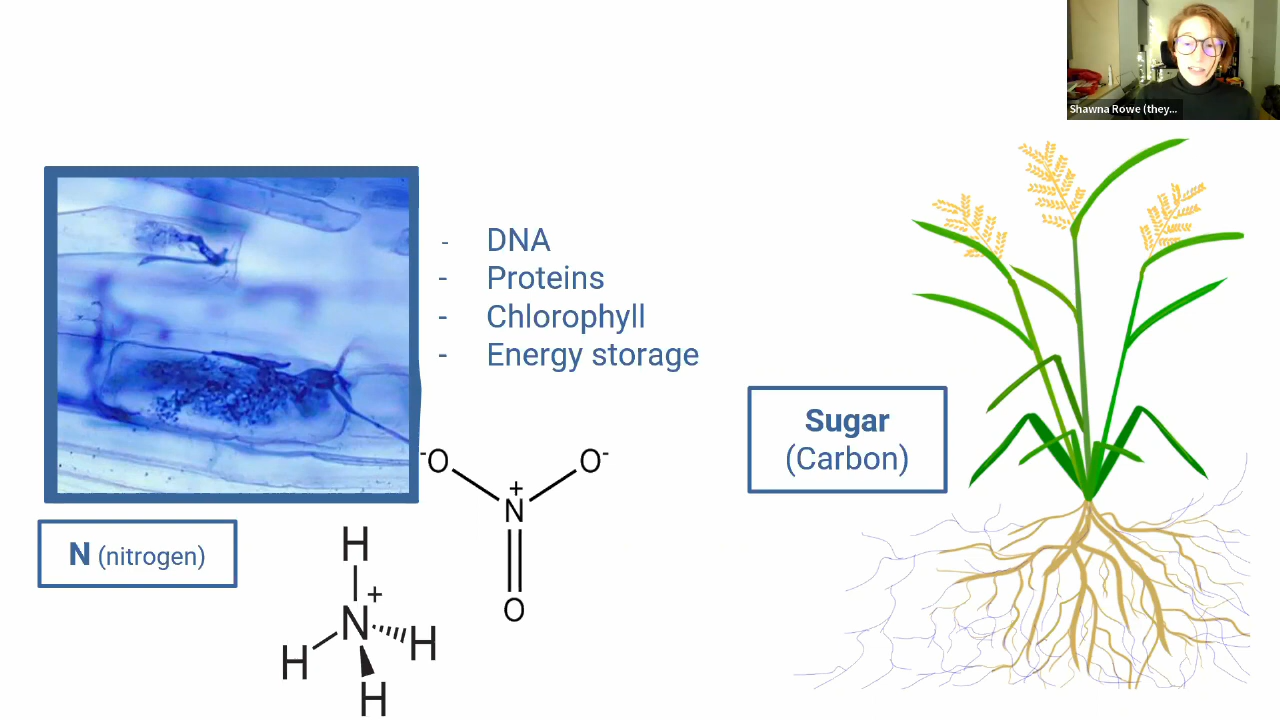 Shawna Rowe (they...
- DNA
- Proteins
- Chlorophyll
- Energy storage
Sugar
(Carbon)
-O O-
+
N
O
N (nitrogen)
H
+
N
H
H
H